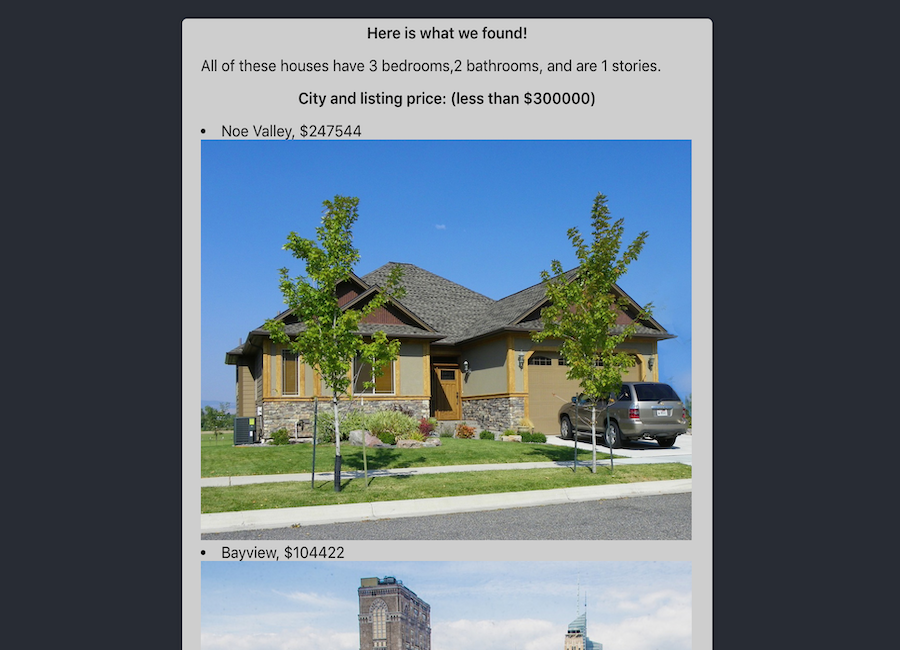 Here is what we found!
All of these houses have 3 bedrooms,2 bathrooms, and are 1 stories.
City and listing price: (less than $300000)
• Noe Valley, $247544
• Bayview, $104422